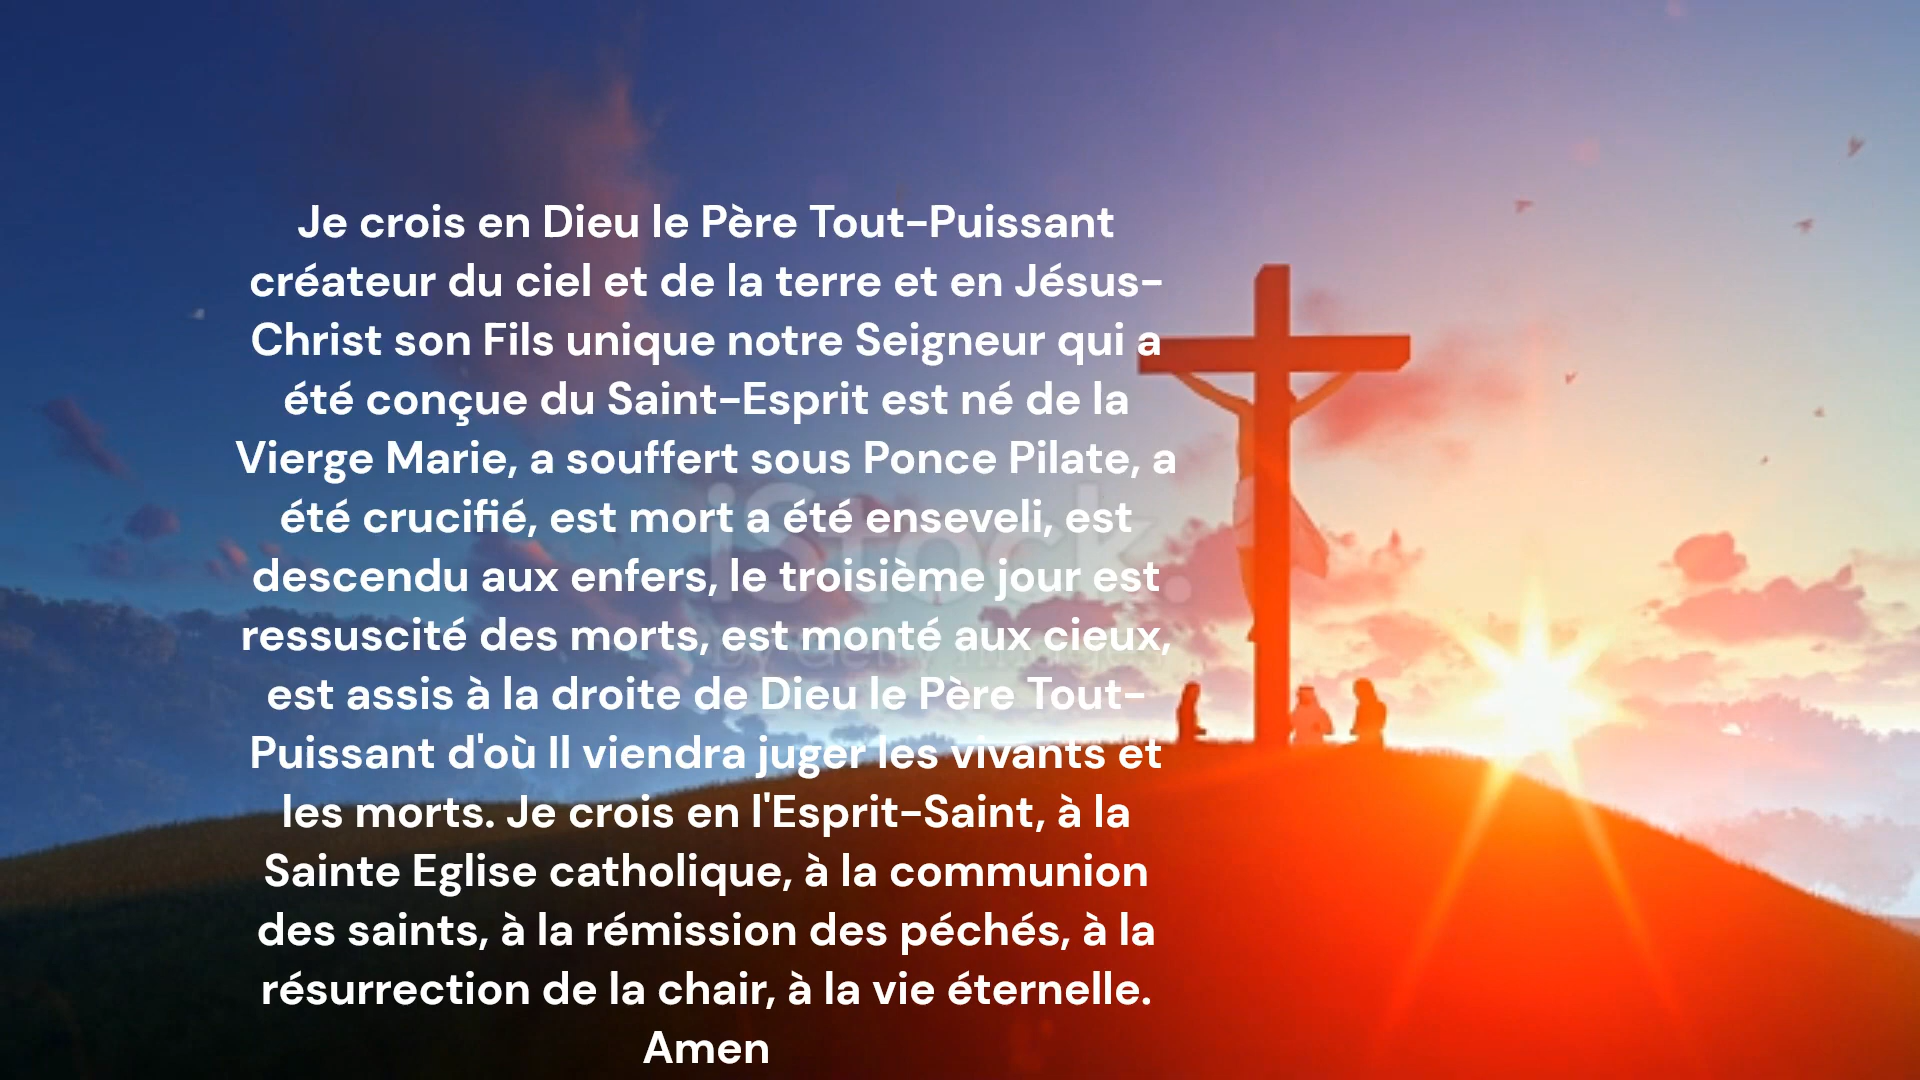 Je crois en Dieu le Père Tout-Puissant
créateur du ciel et de la terre et en Jésus-
Christ son Fils unique notre Seigneur qui a
été conçue du Saint-Esprit est né de la
Vierge Marie, a souffert sous Ponce Pilate, a
été crucifié, est mort a été enseveli, est
descendu aux enfers, le troisième jour est
ressuscité des morts, est monté aux cieux,
est assis à la droite de Dieu le Père Tout-
Puissant d'où Il viendra juger les vivants et
les morts. Je crois en l'Esprit-Saint, à la
Sainte Eglise catholique, à la communion
des saints, à la rémission des péchés, à la
résurrection de la chair, à la vie éternelle.
Amen
iStock.
by Getty Images